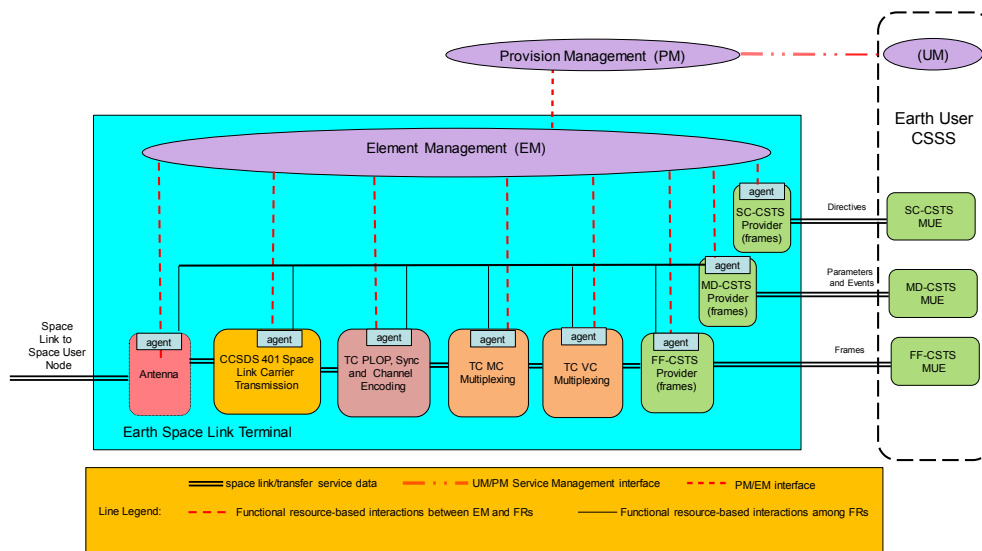 Provision Management (PM)
(UM)
Earth User
CSSS
Element Management (EM)
agent
SC-CSTS
Provider
(frames)
Directives
SC-CSTS
MUE
agent
MD-CSTS
Provider
(frames)
Parameters
and Events
MD-CSTS
MUE
Space
Link to
Space User
Node
agent
Antenna
agent
CCSDS 401 Space
Link Carrier
Transmission
agent
TC PLOP, Sync
and Channel
Encoding
agent
TC MC
Multiplexing
agent
TC VC
Multiplexing
agent
FF-CSTS
Provider
(frames)
Frames
FF-CSTS
MUE
Earth Space Link Terminal
space link/transfer service data
UM/PM Service Management interface
PM/EM interface
Line Legend:
Functional resource-based interactions between EM and FRs
Functional resource-based interactions among FRs